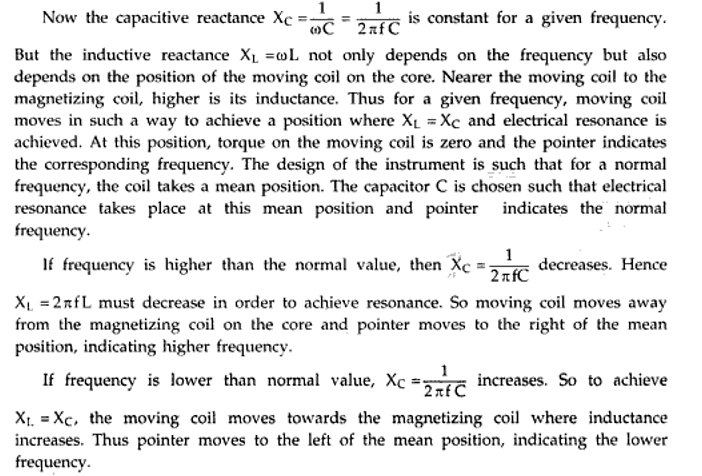 Now the capacitive reactance X_C = 1/ωC = 1/2πfC is constant for a given frequency.
But the inductive reactance X_L = ωL not only depends on the frequency but also
depends on the position of the moving coil on the core. Nearer the moving coil to the
magnetizing coil, higher is its inductance. Thus for a given frequency, moving coil
moves in such a way to achieve a position where X_L = X_C and electrical resonance is
achieved. At this position, torque on the moving coil is zero and the pointer indicates
the corresponding frequency. The design of the instrument is such that for a normal
frequency, the coil takes a mean position. The capacitor C is chosen such that electrical
resonance takes place at this mean position and pointer indicates the normal
frequency.
If frequency is higher than the normal value, then X_C = 1/2πfC decreases. Hence
X_L = 2πfL must decrease in order to achieve resonance. So moving coil moves away
from the magnetizing coil on the core and pointer moves to the right of the mean
position, indicating higher frequency.
If frequency is lower than normal value, X_C = 1/2πfC increases. So to achieve
X_L = X_C, the moving coil moves towards the magnetizing coil where inductance
increases. Thus pointer moves to the left of the mean position, indicating the lower
frequency.